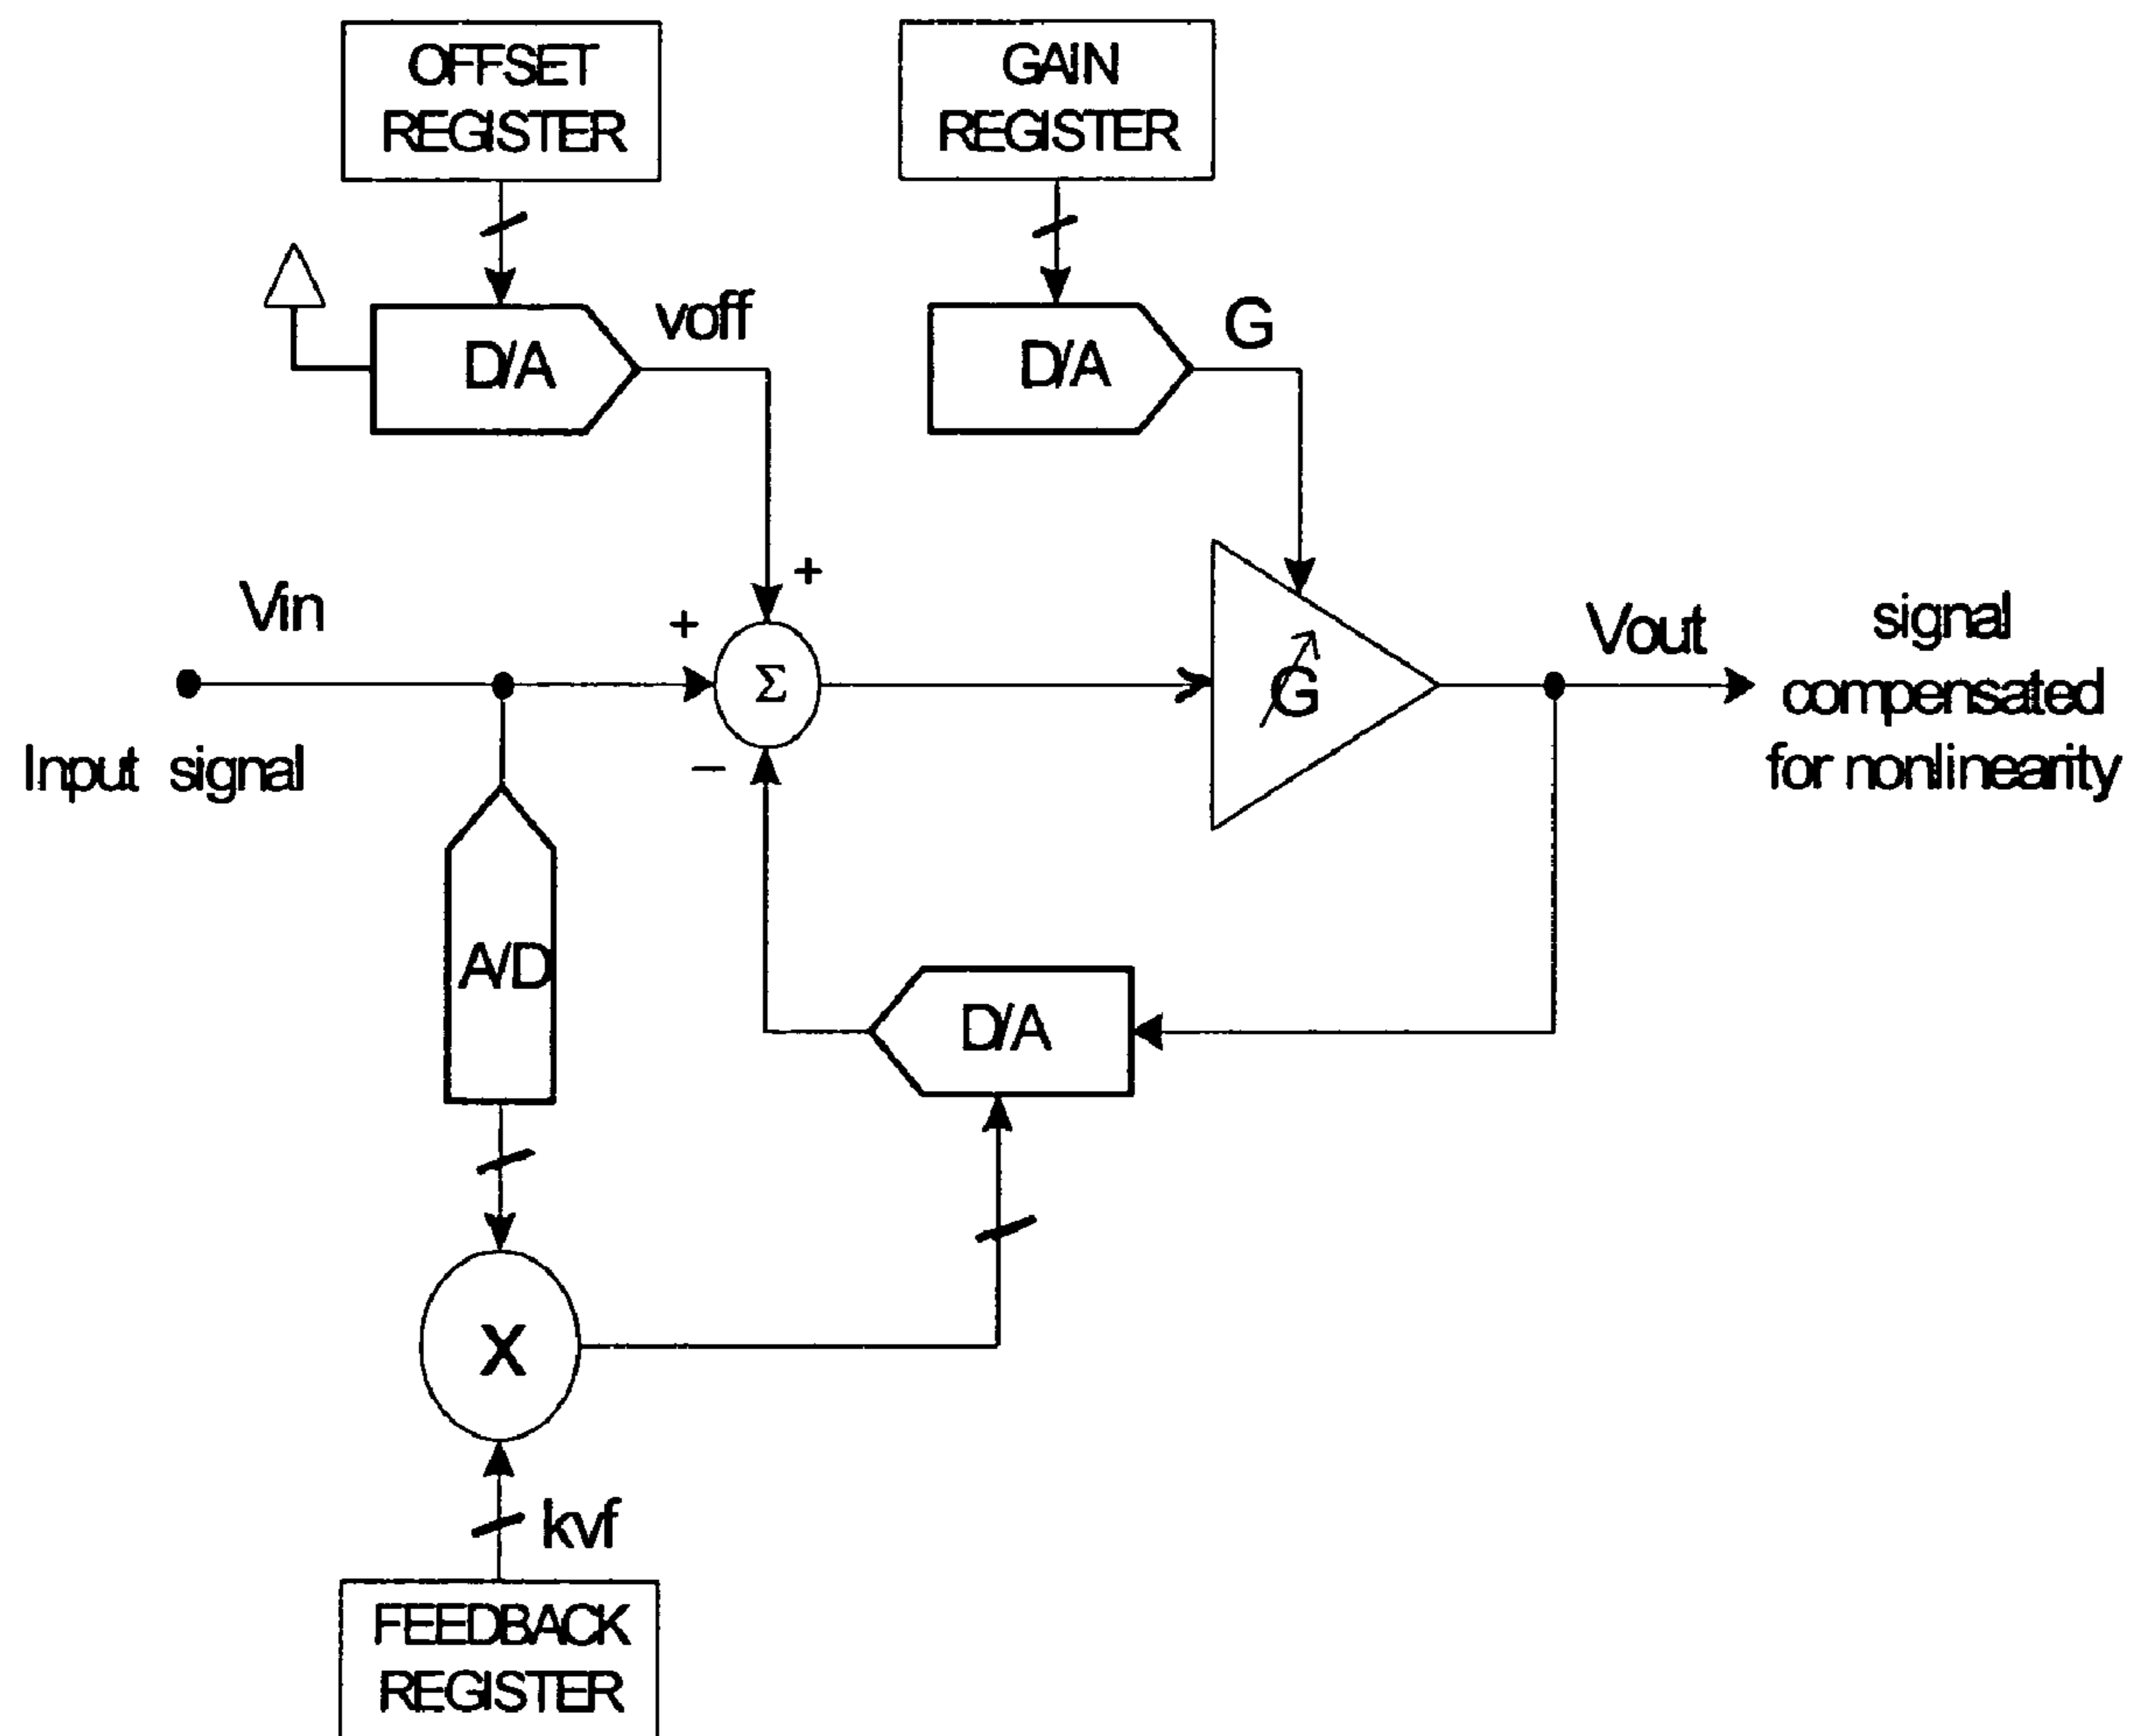 OFFSET
REGISTER
GAIN
REGISTER
D/A
voff
D/A
G
Vin
+
+
Σ
G
Vout
signal
compensated
for nonlinearity
Input signal
–
A/D
D/A
X
kvf
FEEDBACK
REGISTER